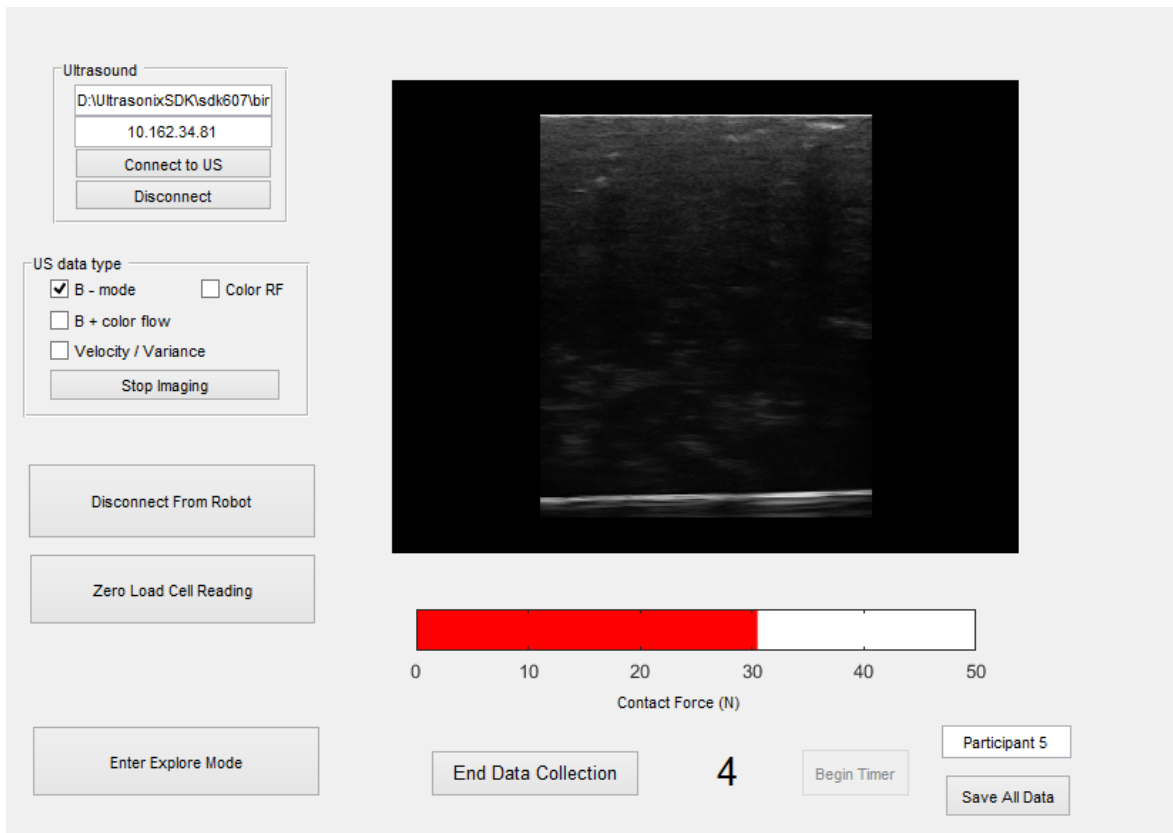 Ultrasound
D:\UltrasonixSDK\sdk607\bin
10.162.34.81
Connect to US
Disconnect
US data type
B - mode
Color RF
B + color flow
Velocity / Variance
Stop Imaging
Disconnect From Robot
Zero Load Cell Reading
0 10 20 30 40 50
Contact Force (N)
Enter Explore Mode
End Data Collection
4
Begin Timer
Participant 5
Save All Data